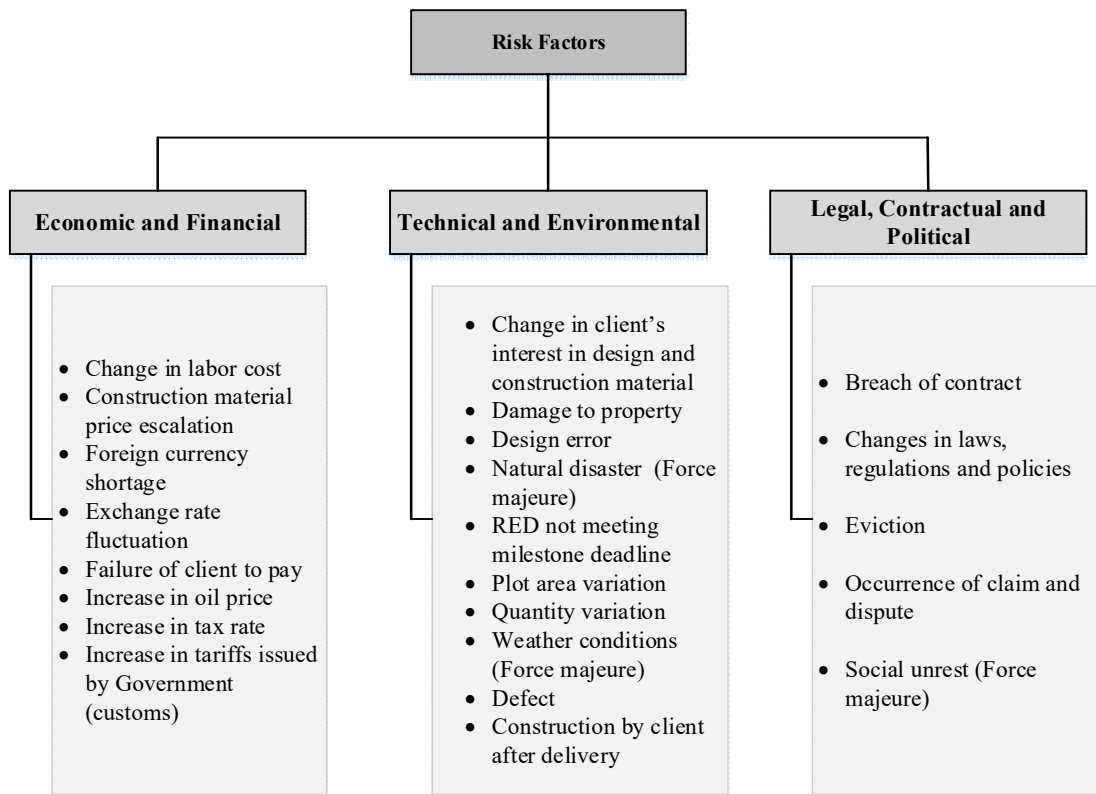 Risk Factors
Economic and Financial
• Change in labor cost
• Construction material
price escalation
• Foreign currency
shortage
• Exchange rate
fluctuation
• Failure of client to pay
• Increase in oil price
• Increase in tax rate
• Increase in tariffs issued
by Government
(customs)
Technical and Environmental
• Change in client’s
interest in design and
construction material
• Damage to property
• Design error
• Natural disaster (Force
majeure)
• RED not meeting
milestone deadline
• Plot area variation
• Quantity variation
• Weather conditions
(Force majeure)
• Defect
• Construction by client
after delivery
Legal, Contractual and
Political
• Breach of contract
• Changes in laws,
regulations and policies
• Eviction
• Occurrence of claim and
dispute
• Social unrest (Force
majeure)